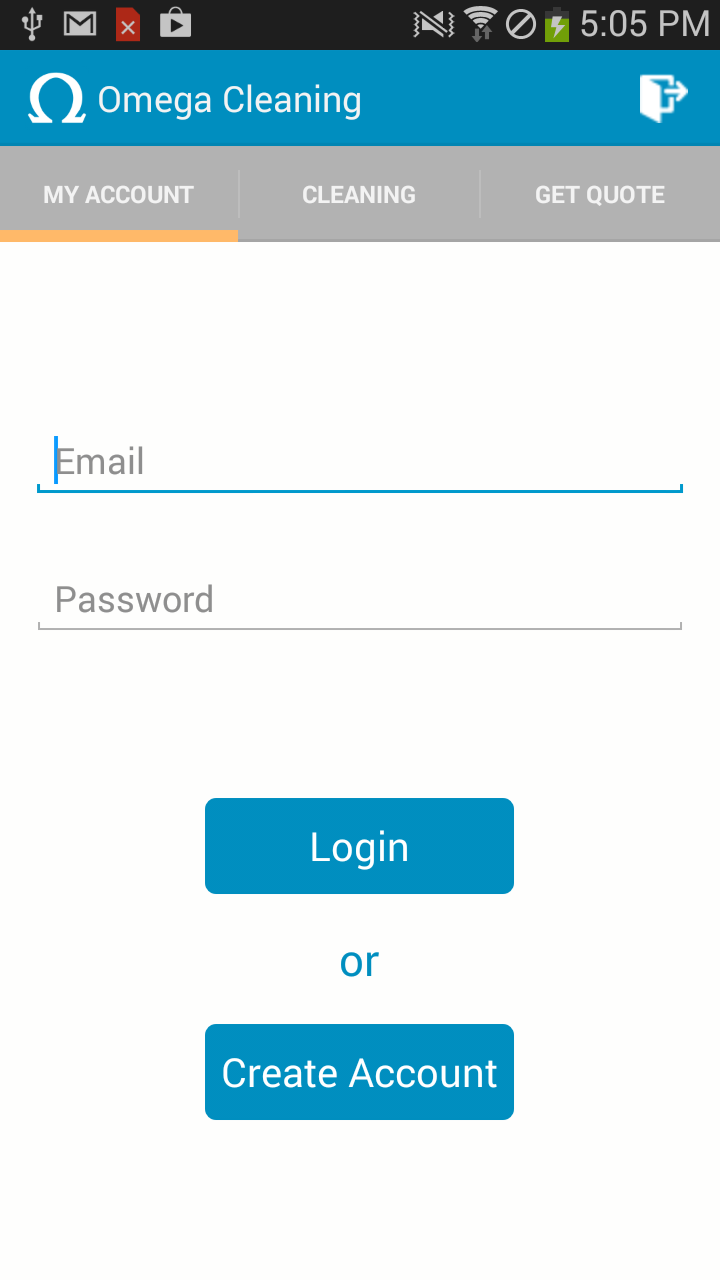 5:05 PM
Omega Cleaning
MY ACCOUNT CLEANING GET QUOTE
Email
Password
Login
or
Create Account